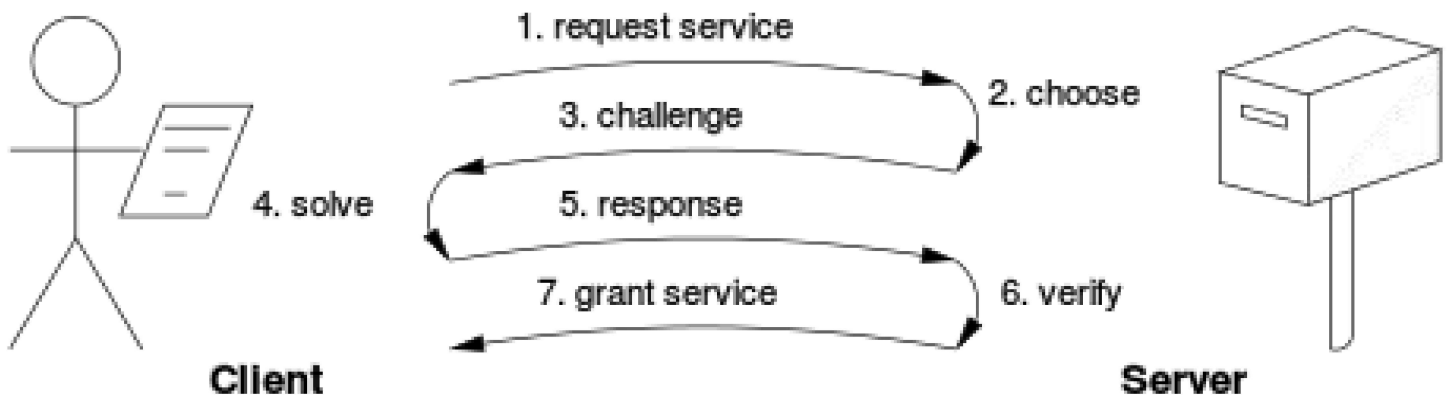 1. request service
2. choose
3. challenge
4. solve
5. response
6. verify
7. grant service
Client
Server